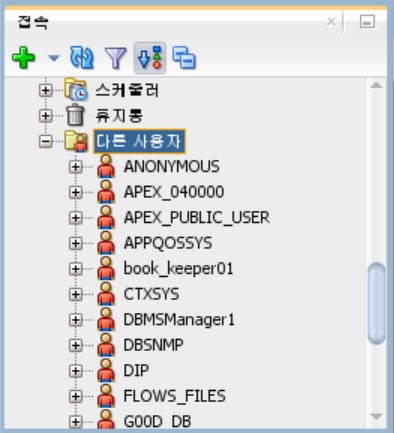 접속
스케줄러
휴지통
다른 사용자
ANONYMOUS
APEX_040000
APEX_PUBLIC_USER
APPQOSSYS
book_keeper01
CTXSYS
DBMSManager1
DBSNMP
DIP
FLOWS_FILES
GOOD_DB